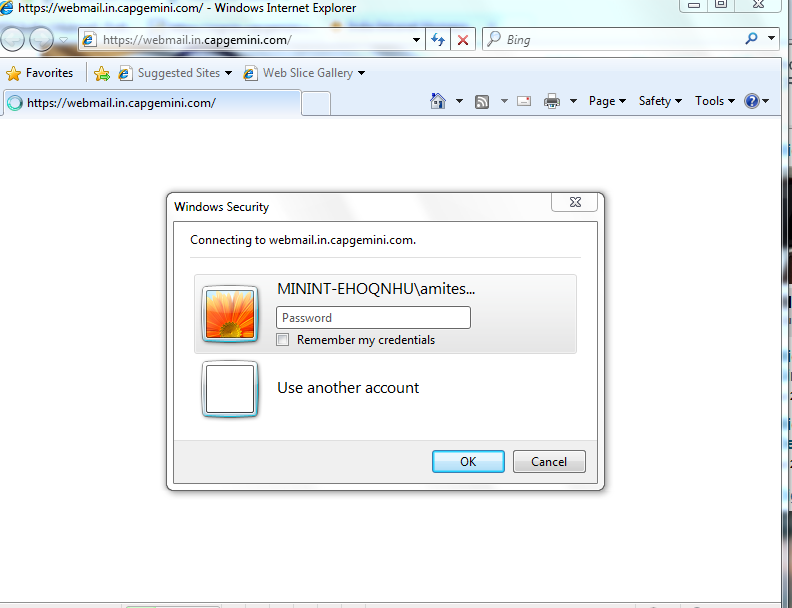 https://webmail.in.capgemini.com/ - Windows Internet Explorer
https://webmail.in.capgemini.com/
Bing
Favorites
Suggested Sites
Web Slice Gallery
https://webmail.in.capgemini.com/
Page
Safety
Tools
Windows Security
Connecting to webmail.in.capgemini.com.
MININT-EHOQNHU\amites...
Password
Remember my credentials
Use another account
OK
Cancel